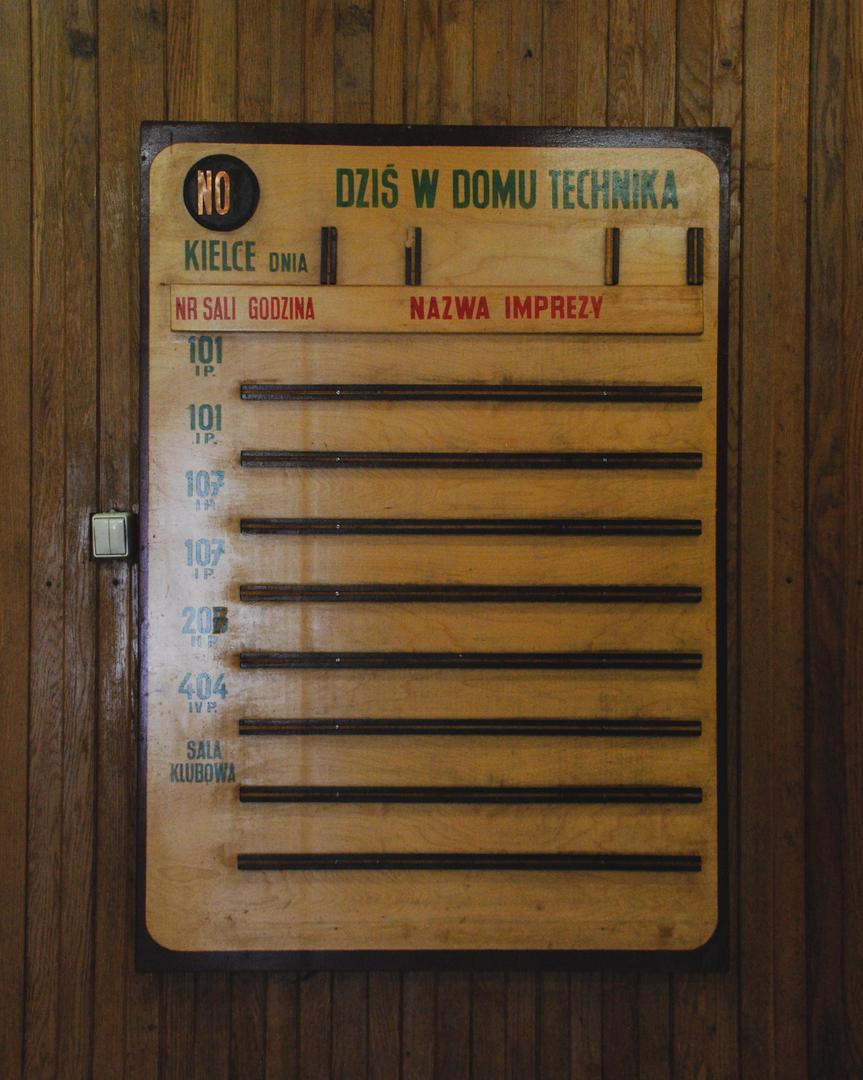 NO
DZIŚ W DOMU TECHNIKA
KIELCE DNIA
NR SALI GODZINA NAZWA IMPREZY
101
I P.
101
I P.
107
I P.
107
I P.
II P.
404
IV P.
SALA
KLUBOWA